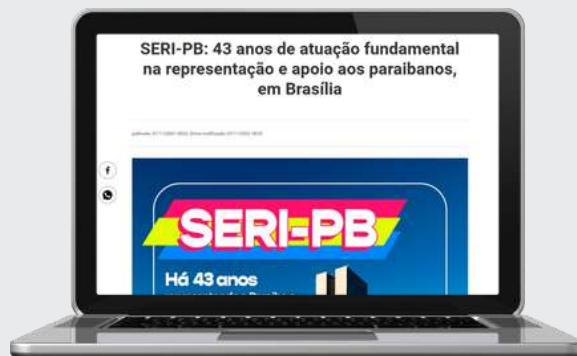 SERI-PB: 43 anos de atuação fundamental
na representação e apoio aos paraibanos,
em Brasília
f
SERI-PB
Há 43 anos